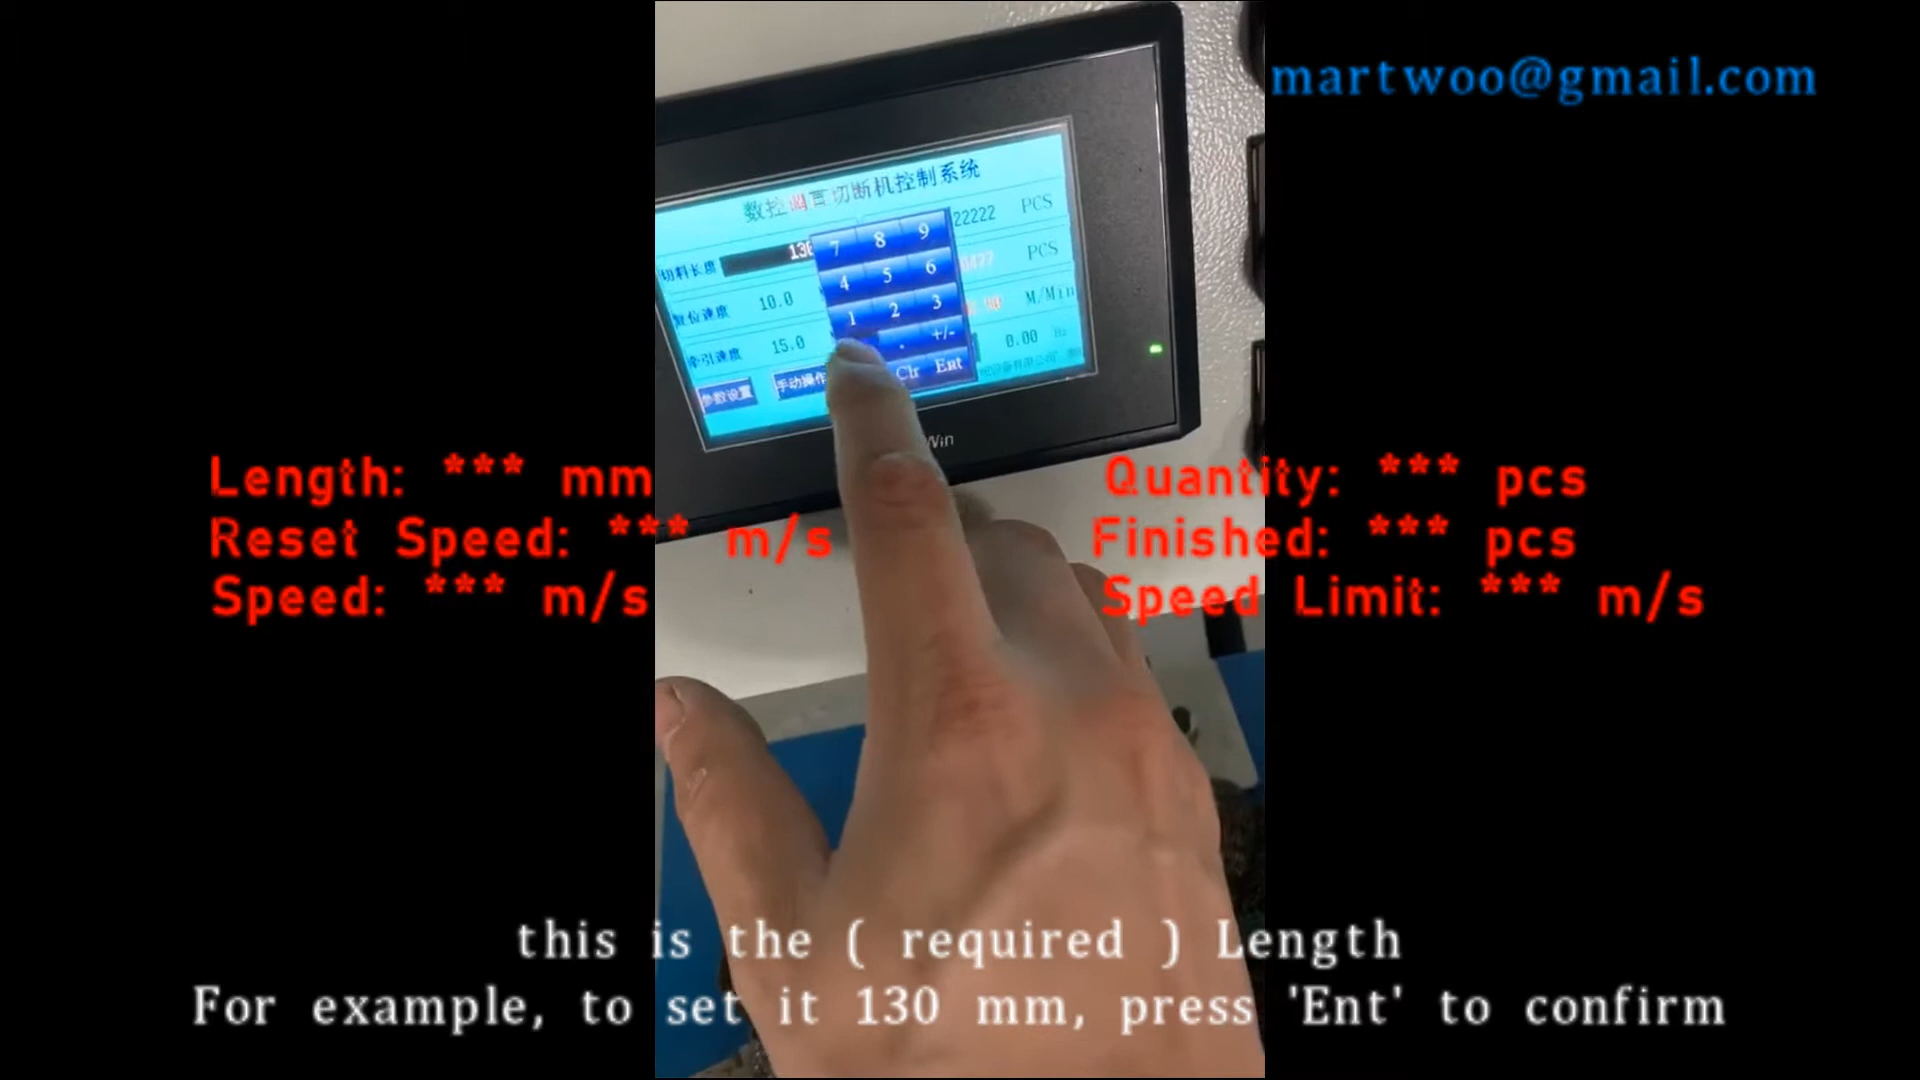 martwoo@gmail.com
数控 切断机控制系统
切料长度 130
22222 PCS
复位速度 10.0
PCS
牵引速度 15.0
M/Min
0.00 Hz
7 8 9
4 5 6
1 2 3
. +/-
Clr Ent
参数设置 手动操作
Win
Length: *** mm
Reset Speed: *** m/s
Speed: *** m/s
Quantity: *** pcs
Finished: *** pcs
Speed Limit: *** m/s
this is the ( required ) Length
For example, to set it 130 mm, press 'Ent' to confirm